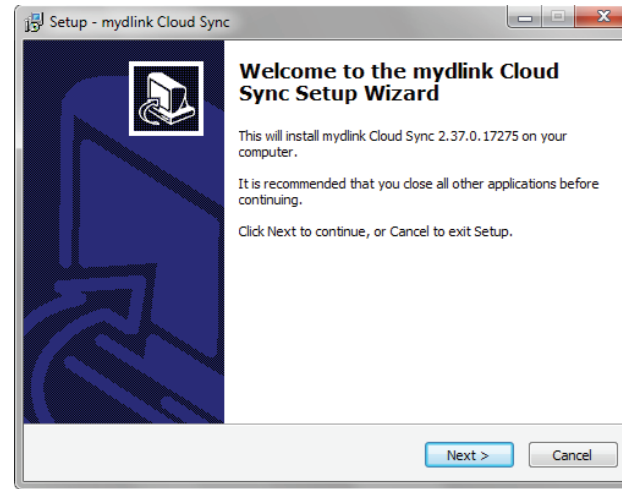 Setup - mydlink Cloud Sync
Welcome to the mydlink Cloud
Sync Setup Wizard
This will install mydlink Cloud Sync 2.37.0.17275 on your
computer.
It is recommended that you close all other applications before
continuing.
Click Next to continue, or Cancel to exit Setup.
Next >
Cancel